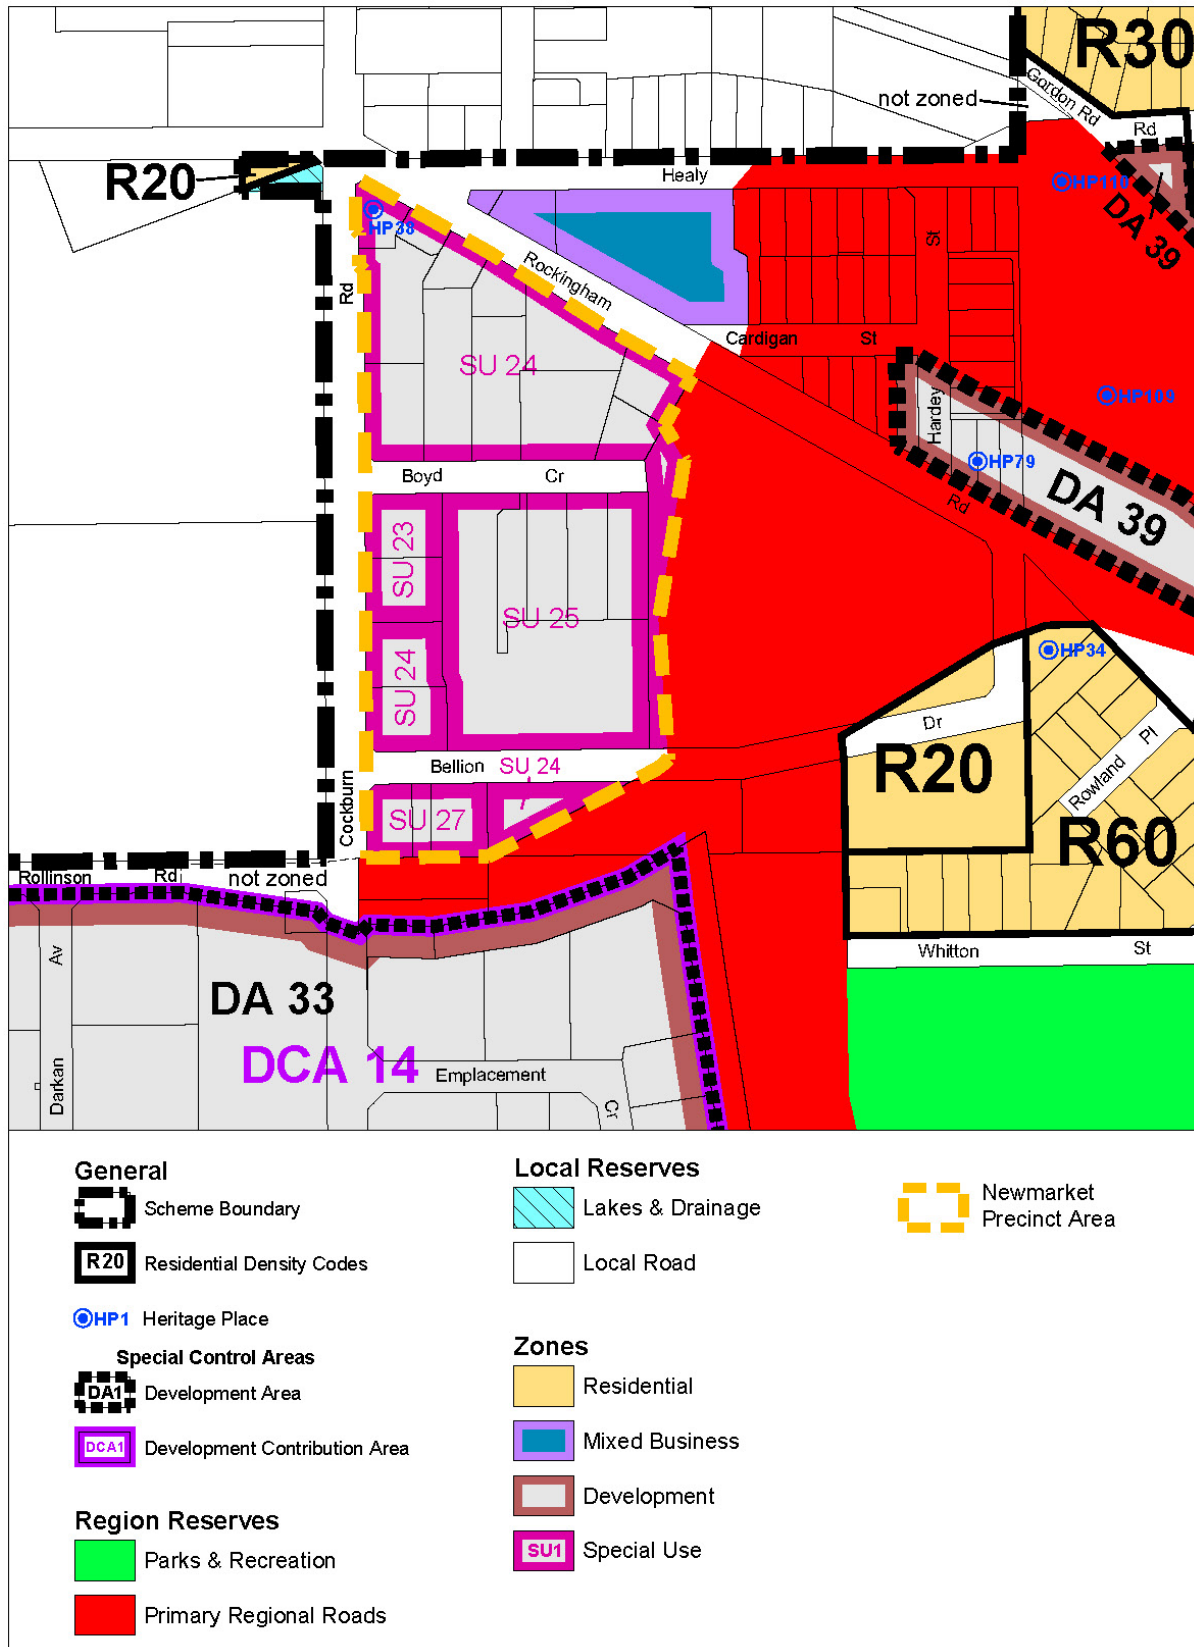 R30
Gordon Rd
not zoned
Rd
Healy
R20
HP110
HP38
DA 39
St
Rockingham
Rd
Cardigan
St
SU 24
HP109
Hardey
HP79
Boyd
Cr
DA 39
Rd
SU 23
SU 25
HP34
SU 24
Dr
Pl
R20
Bellion
SU 24
Rowland
Cockburn
SU 27
R60
Rollinson
Rd
not zoned
Whitton
St
Av
DA 33
DCA 14
Emplacement
Darkan
Cr
General
Scheme Boundary
R20
Residential Density Codes
HP1
Heritage Place
Special Control Areas
DA1
Development Area
DCA1
Development Contribution Area
Region Reserves
Parks & Recreation
Primary Regional Roads
Local Reserves
Lakes & Drainage
Local Road
Zones
Residential
Mixed Business
Development
SU1
Special Use
Newmarket
Precinct Area